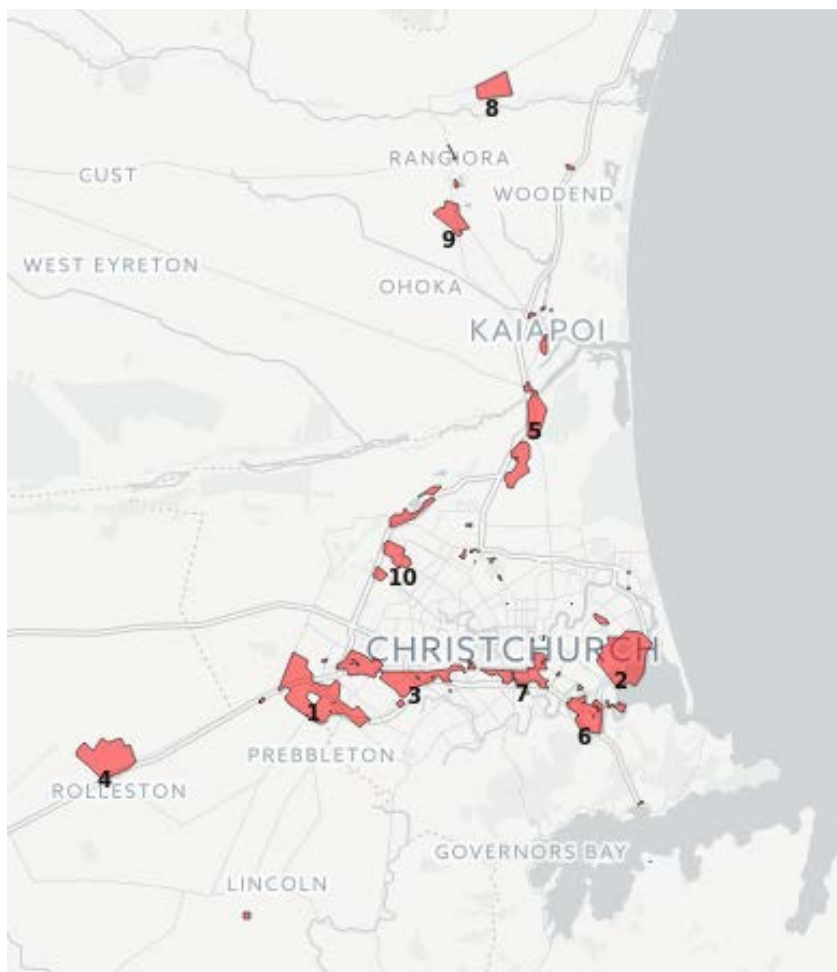 8
RANGIORA
CUST
WOODEND
9
WEST EYRETON
OHOKA
KAIAPOI
5
10
CHRISTCHURCH
2
3
7
1
6
PREBBLETON
4
ROLLESTON
GOVERNORS BAY
LINCOLN